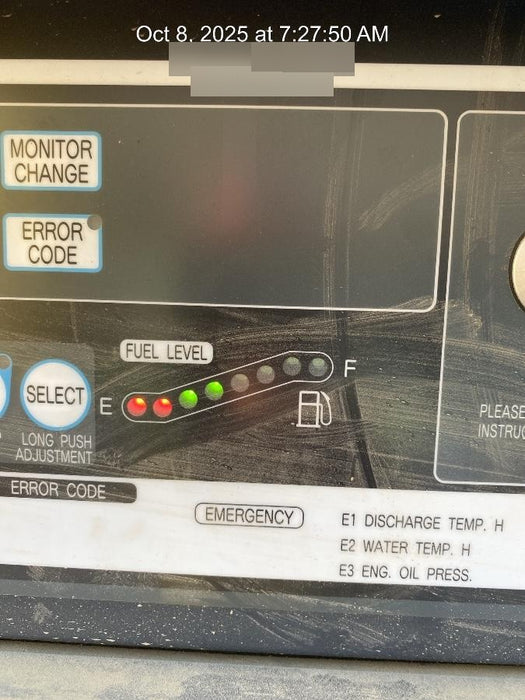 Oct 8, 2025 at 7:27:50 AM
MONITOR
CHANGE
ERROR
CODE
FUEL LEVEL
E
F
SELECT
LONG PUSH
ADJUSTMENT
PLEASE
ERROR CODE
EMERGENCY
E1 DISCHARGE TEMP. H
E2 WATER TEMP. H
E3 ENG. OIL PRESS.